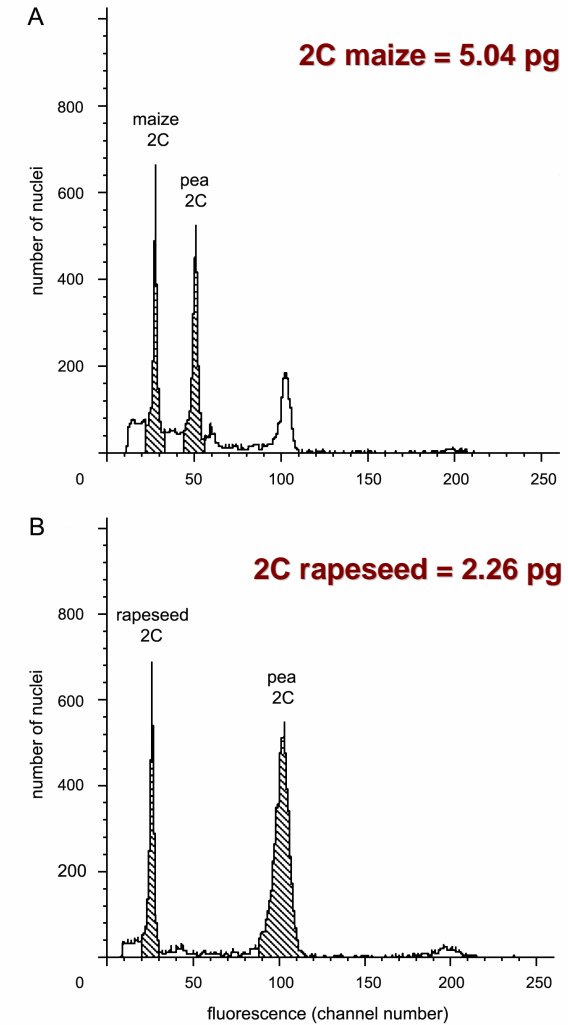 A
2C maize = 5.04 pg
number of nuclei
800
600
400
200
maize
2C
pea
2C
0 50 100 150 200 250
B
2C rapeseed = 2.26 pg
number of nuclei
800
600
400
200
rapeseed
2C
pea
2C
0 50 100 150 200 250
fluorescence (channel number)